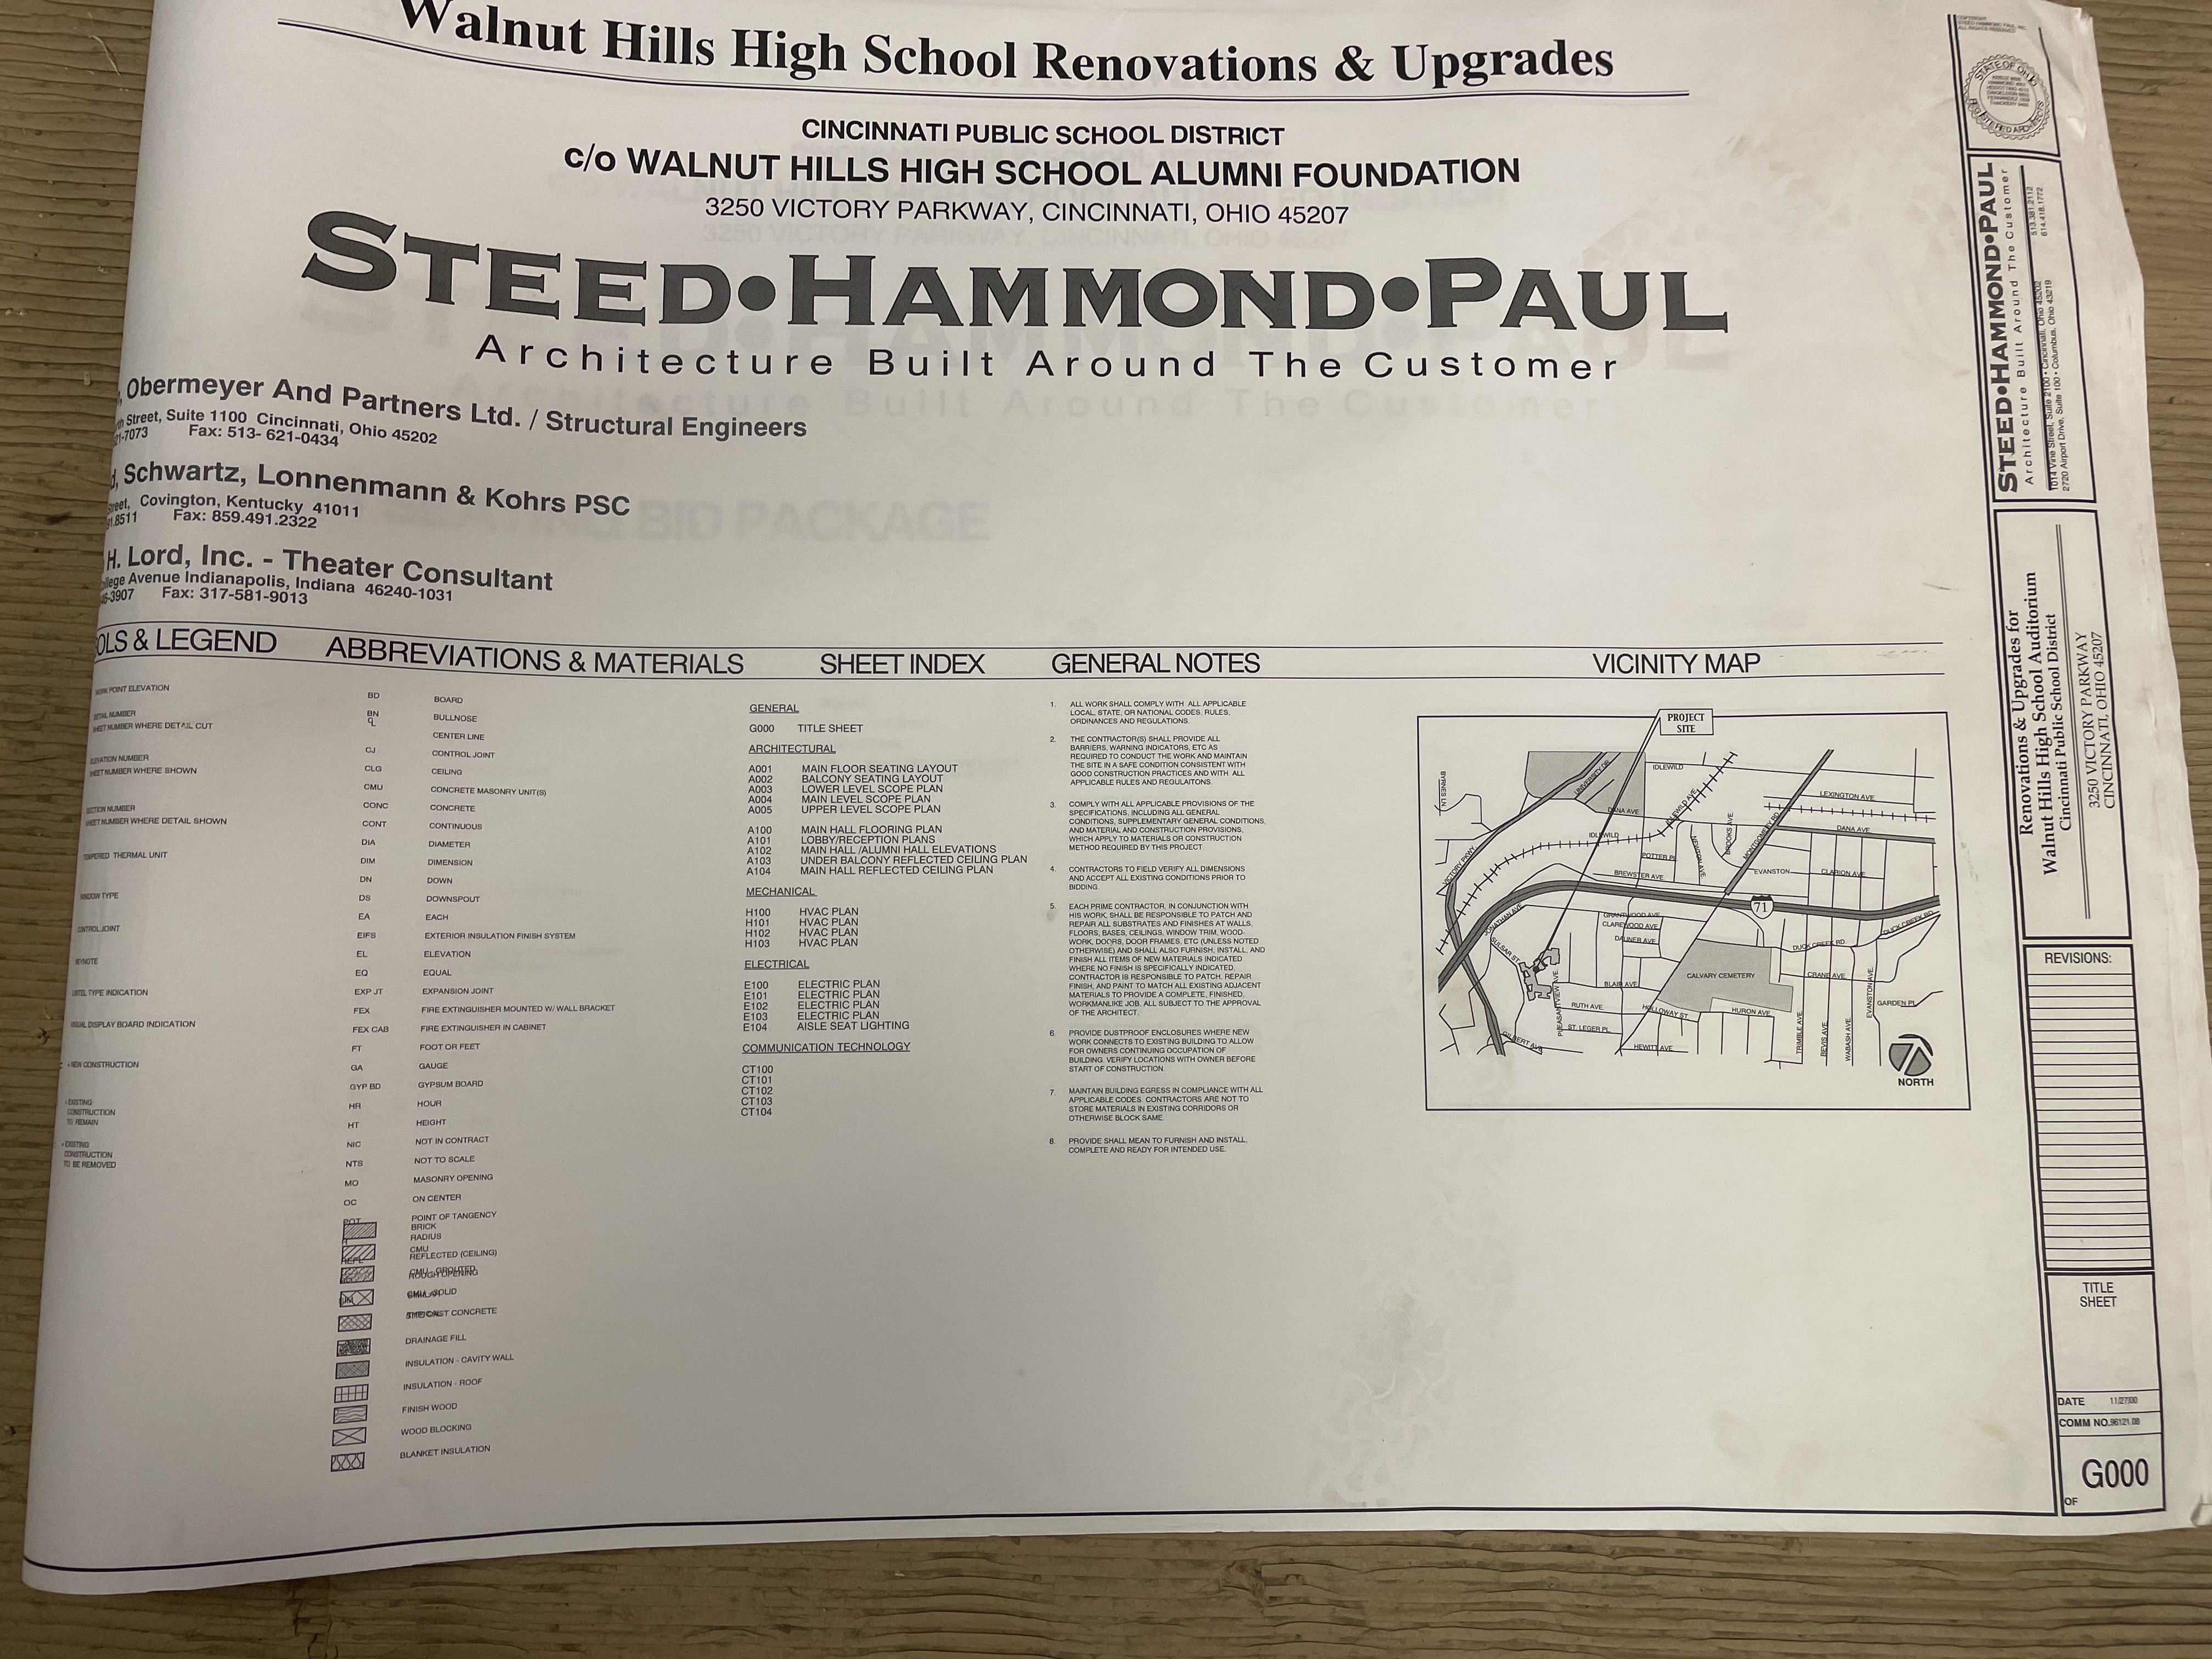 Walnut Hills High School Renovations & Upgrades
CINCINNATI PUBLIC SCHOOL DISTRICT
c/o WALNUT HILLS HIGH SCHOOL ALUMNI FOUNDATION
3250 VICTORY PARKWAY, CINCINNATI, OHIO 45207
STEED•HAMMOND•PAUL
Architecture Built Around The Customer
Obermeyer And Partners Ltd. / Structural Engineers
Street, Suite 1100 Cincinnati, Ohio 45202
Fax: 513- 621-0434
Schwartz, Lonnenmann & Kohrs PSC
Covington, Kentucky 41011
Fax: 859.491.2322
H. Lord, Inc. - Theater Consultant
Avenue Indianapolis, Indiana 46240-1031
Fax: 317-581-9013
BID PACKAGE
& LEGEND
WORK POINT ELEVATION
DETAIL NUMBER
SHEET NUMBER WHERE DETAIL CUT
ELEVATION NUMBER
SHEET NUMBER WHERE SHOWN
SECTION NUMBER
SHEET NUMBER WHERE DETAIL SHOWN
TEMPERED THERMAL UNIT
WINDOW TYPE
CONTROL JOINT
KEYNOTE
LINTEL TYPE INDICATION
VISUAL DISPLAY BOARD INDICATION
- NEW CONSTRUCTION
- EXISTING
CONSTRUCTION
TO REMAIN
- EXISTING
CONSTRUCTION
TO BE REMOVED
ABBREVIATIONS & MATERIALS
BD BOARD
BN BULLNOSE
CL CENTER LINE
CJ CONTROL JOINT
CLG CEILING
CMU CONCRETE MASONRY UNIT(S)
CONC CONCRETE
CONT CONTINUOUS
DIA DIAMETER
DIM DIMENSION
DN DOWN
DS DOWNSPOUT
EA EACH
EIFS EXTERIOR INSULATION FINISH SYSTEM
EL ELEVATION
EQ EQUAL
EXP JT EXPANSION JOINT
FEX FIRE EXTINGUISHER MOUNTED W/ WALL BRACKET
FEX CAB FIRE EXTINGUISHER IN CABINET
FT FOOT OR FEET
GA GAUGE
GYP BD GYPSUM BOARD
HR HOUR
HT HEIGHT
NIC NOT IN CONTRACT
NTS NOT TO SCALE
MO MASONRY OPENING
OC ON CENTER
POT POINT OF TANGENCY
BRICK
R RADIUS
CMU
REFL REFLECTED (CEILING)
CMU - GROUTED
ROUGH OPENING
CMU - SOLID
SIMILAR
CONCRETE
DRAINAGE FILL
INSULATION - CAVITY WALL
INSULATION - ROOF
FINISH WOOD
WOOD BLOCKING
BLANKET INSULATION
SHEET INDEX
GENERAL
G000 TITLE SHEET
ARCHITECTURAL
A001 MAIN FLOOR SEATING LAYOUT
A002 BALCONY SEATING LAYOUT
A003 LOWER LEVEL SCOPE PLAN
A004 MAIN LEVEL SCOPE PLAN
A005 UPPER LEVEL SCOPE PLAN
A100 MAIN HALL FLOORING PLAN
A101 LOBBY/RECEPTION PLANS
A102 MAIN HALL /ALUMNI HALL ELEVATIONS
A103 UNDER BALCONY REFLECTED CEILING PLAN
A104 MAIN HALL REFLECTED CEILING PLAN
MECHANICAL
H100 HVAC PLAN
H101 HVAC PLAN
H102 HVAC PLAN
H103 HVAC PLAN
ELECTRICAL
E100 ELECTRIC PLAN
E101 ELECTRIC PLAN
E102 ELECTRIC PLAN
E103 ELECTRIC PLAN
E104 AISLE SEAT LIGHTING
COMMUNICATION TECHNOLOGY
CT100
CT101
CT102
CT103
CT104
GENERAL NOTES
1. ALL WORK SHALL COMPLY WITH ALL APPLICABLE
LOCAL, STATE, OR NATIONAL CODES, RULES,
ORDINANCES AND REGULATIONS.
2. THE CONTRACTOR(S) SHALL PROVIDE ALL
BARRIERS, WARNING INDICATORS, ETC AS
REQUIRED TO CONDUCT THE WORK AND MAINTAIN
THE SITE IN A SAFE CONDITION CONSISTENT WITH
GOOD CONSTRUCTION PRACTICES AND WITH ALL
APPLICABLE RULES AND REGULAITONS.
3. COMPLY WITH ALL APPLICABLE PROVISIONS OF THE
SPECIFICATIONS, INCLUDING ALL GENERAL
CONDITIONS, SUPPLEMENTARY GENERAL CONDITIONS,
AND MATERIAL AND CONSTRUCTION PROVISIONS,
WHICH APPLY TO MATERIALS OR CONSTRUCTION
METHOD REQUIRED BY THIS PROJECT
4. CONTRACTORS TO FIELD VERIFY ALL DIMENSIONS
AND ACCEPT ALL EXISTING CONDITIONS PRIOR TO
BIDDING.
5. EACH PRIME CONTRACTOR, IN CONJUNCTION WITH
HIS WORK, SHALL BE RESPONSIBLE TO PATCH AND
REPAIR ALL SUBSTRATES AND FINISHES AT WALLS,
FLOORS, BASES, CEILINGS, WINDOW TRIM, WOOD-
WORK, DOORS, DOOR FRAMES, ETC (UNLESS NOTED
OTHERWISE) AND SHALL ALSO FURNISH, INSTALL, AND
FINISH ALL ITEMS OF NEW MATERIALS INDICATED
WHERE NO FINISH IS SPECIFICALLY INDICATED,
CONTRACTOR IS RESPONSIBLE TO PATCH, REPAIR
FINISH, AND PAINT TO MATCH ALL EXISTING ADJACENT
MATERIALS TO PROVIDE A COMPLETE, FINISHED,
WORKMANLIKE JOB, ALL SUBJECT TO THE APPROVAL
OF THE ARCHITECT.
6. PROVIDE DUSTPROOF ENCLOSURES WHERE NEW
WORK CONNECTS TO EXISTING BUILDING TO ALLOW
FOR OWNERS CONTINUING OCCUPATION OF
BUILDING. VERIFY LOCATIONS WITH OWNER BEFORE
START OF CONSTRUCTION.
7. MAINTAIN BUILDING EGRESS IN COMPLIANCE WITH ALL
APPLICABLE CODES. CONTRACTORS ARE NOT TO
STORE MATERIALS IN EXISTING CORRIDORS OR
OTHERWISE BLOCK SAME.
8. PROVIDE SHALL MEAN TO FURNISH AND INSTALL,
COMPLETE AND READY FOR INTENDED USE.
VICINITY MAP
PROJECT
SITE
BYRNES LN
UNIVERSITY DR
IDLEWILD
IDLEWILD AVE
LEXINGTON AVE
DANA AVE
DANA AVE
IDLEWILD
VICTORY PKWY
POTTER PL
NEWTON AVE
BROOKS AVE
MONTGOMERY RD
BREWSTER AVE
EVANSTON
CLARION AVE
71
JONATHAN AVE
GRANTWOOD AVE
CLAREWOOD AVE
DAUNER AVE
DUCK CREEK RD
DUCK CREEK RD
CALVARY CEMETERY
CRANE AVE
BLAIR AVE
PLEASANTVIEW AVE
RUTH AVE
HOLLOWAY ST
HURON AVE
EVANSTON AVE
GARDEN PL
ST. LEGER PL
GILBERT AVE
HEWITT AVE
TRIMBLE AVE
BEVIS AVE
WABASH AVE
NORTH
COPYRIGHT
STEED HAMMOND PAUL INC.
ALL RIGHTS RESERVED
STATE OF OHIO
REGISTERED ARCHITECTS
STEED•HAMMOND•PAUL
Architecture Built Around The Customer
1014 Vine Street, Suite 2100 • Cincinnati, Ohio 45202 513.381.2112
2720 Airport Drive, Suite 100 • Columbus, Ohio 43219 614.418.1772
Renovations & Upgrades for
Walnut Hills High School Auditorium
Cincinnati Public School District
3250 VICTORY PARKWAY
CINCINNATI, OHIO 45207
REVISIONS:
TITLE
SHEET
DATE 11/27/00
COMM NO. 96121.08
G000
OF